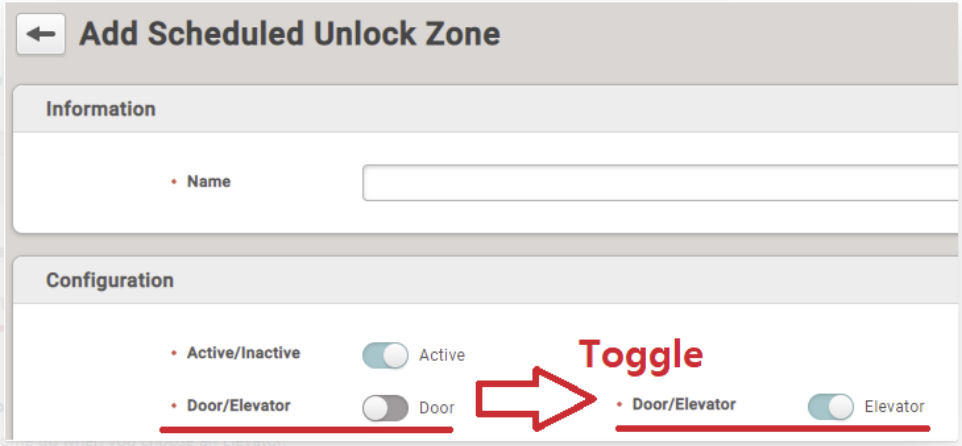 Add Scheduled Unlock Zone
Information
• Name
Configuration
• Active/Inactive Active
Toggle
• Door/Elevator Door • Door/Elevator Elevator